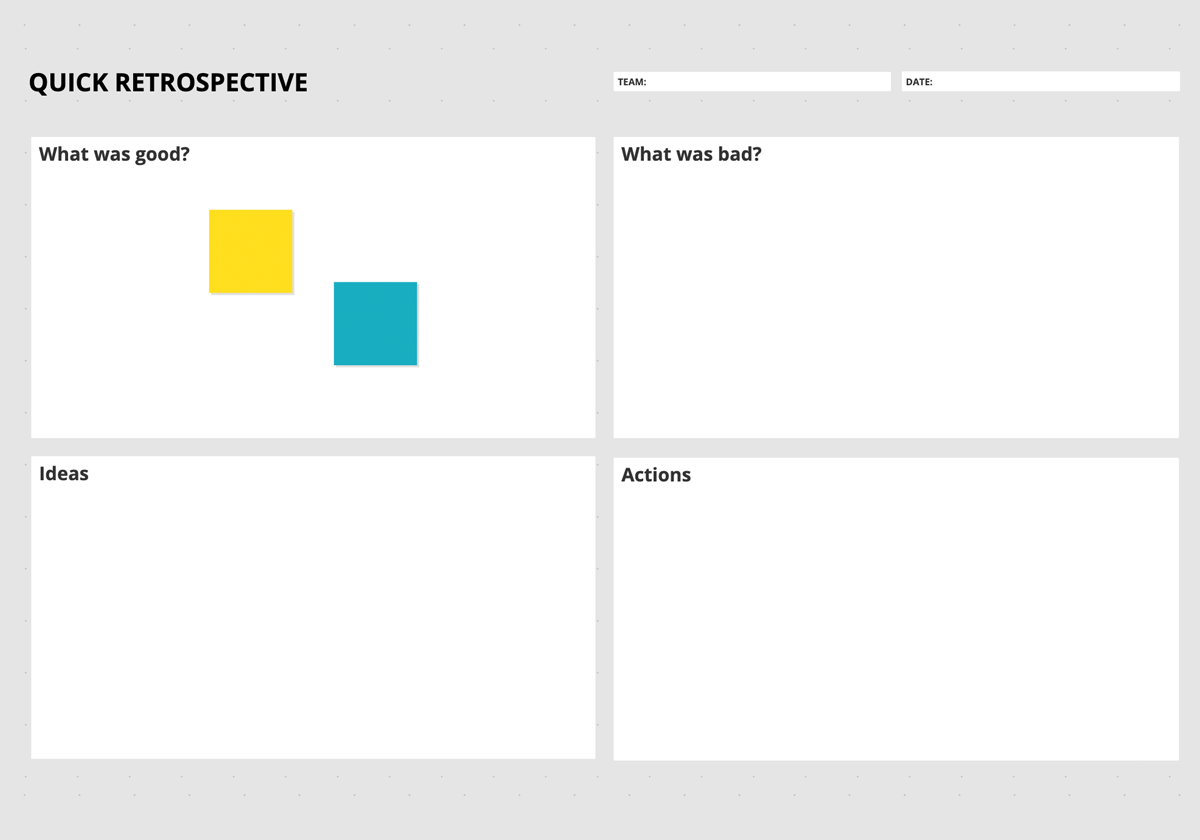 QUICK RETROSPECTIVE
TEAM:
DATE:
What was good?
What was bad?
Ideas
Actions